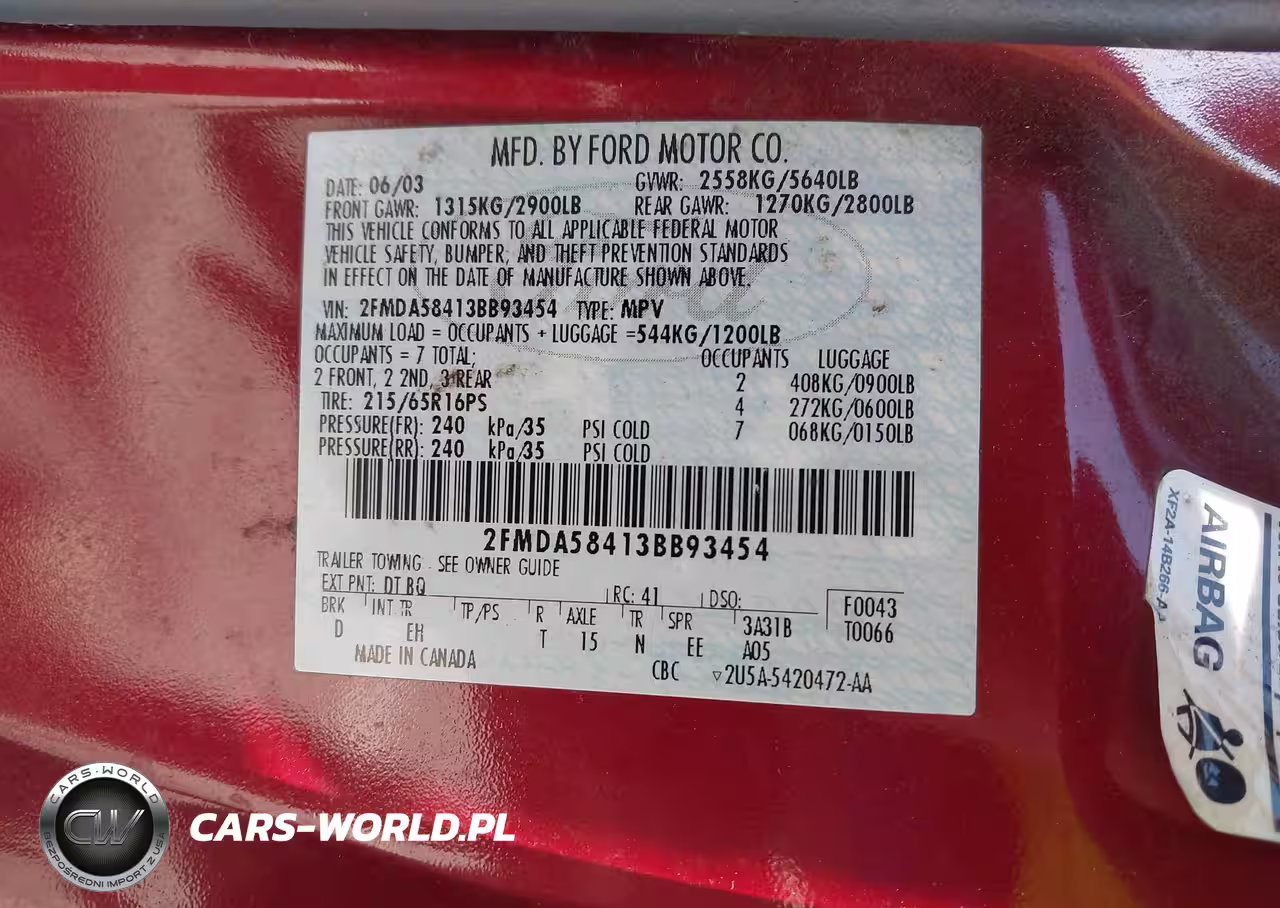 MFD. BY FORD MOTOR CO.
DATE: 06/03 GVWR: 2558KG/5640LB
FRONT GAWR: 1315KG/2900LB REAR GAWR: 1270KG/2800LB
THIS VEHICLE CONFORMS TO ALL APPLICABLE FEDERAL MOTOR
VEHICLE SAFETY, BUMPER, AND THEFT PREVENTION STANDARDS
IN EFFECT ON THE DATE OF MANUFACTURE SHOWN ABOVE.
VIN: 2FMDA58413BB93454 TYPE: MPV
MAXIMUM LOAD = OCCUPANTS + LUGGAGE =544KG/1200LB
OCCUPANTS = 7 TOTAL; OCCUPANTS LUGGAGE
2 FRONT, 2 2ND, 3 REAR 2 408KG/0900LB
TIRE: 215/65R16PS 4 272KG/0600LB
PRESSURE(FR): 240 kPa/35 PSI COLD 7 068KG/0150LB
PRESSURE(RR): 240 kPa/35 PSI COLD
2FMDA58413BB93454
TRAILER TOWING - SEE OWNER GUIDE
EXT PNT: DT BQ RC: 41 DSO: F0043
BRK INT TR TP/PS R AXLE TR SPR 3A31B T0066
D EH T 15 N EE A05
MADE IN CANADA CBC ▽2U5A-5420472-AA
AIRBAG
CARS-WORLD
CW
BEZPOŚREDNI IMPORT Z USA
CARS-WORLD.PL